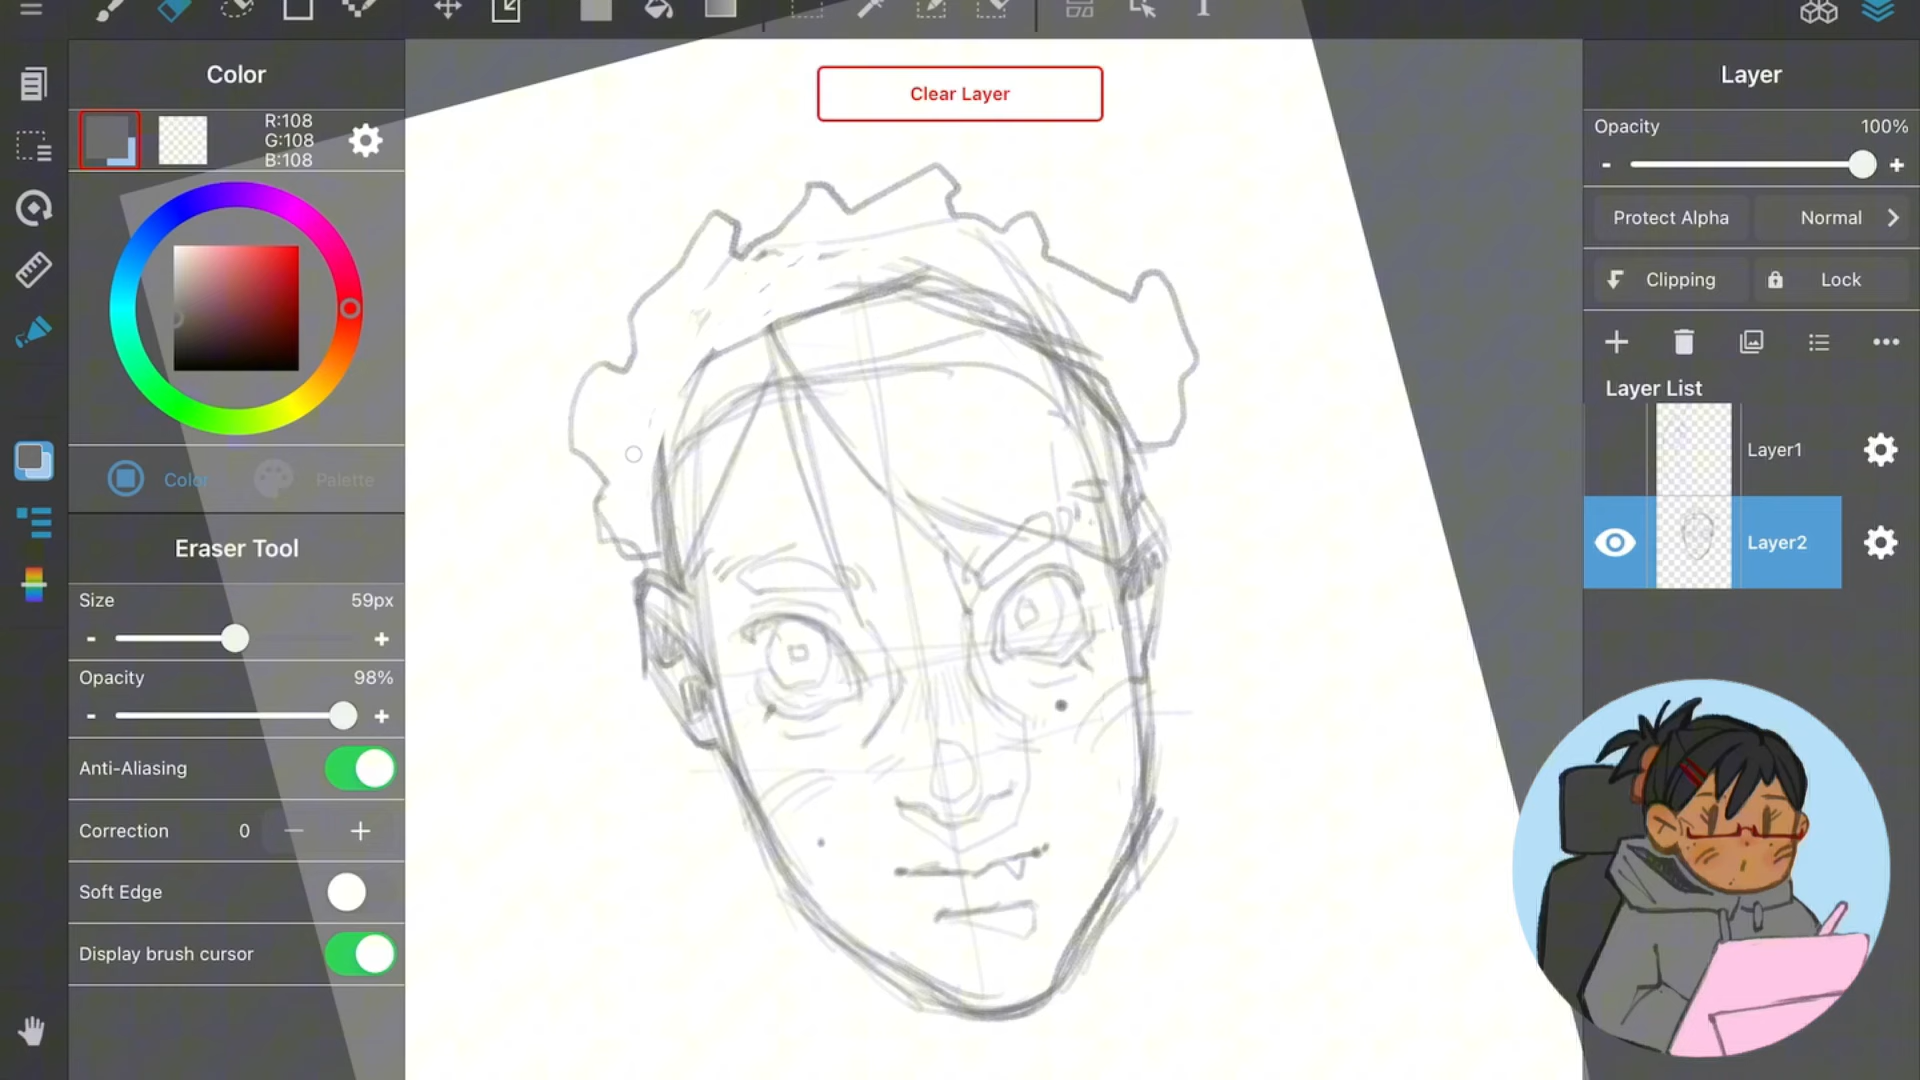 Color
R:108
G:108
B:108
Color
Palette
Eraser Tool
Size 59px
- +
Opacity 98%
- +
Anti-Aliasing
Correction 0 - +
Soft Edge
Display brush cursor
Clear Layer
Layer
Opacity 100%
- +
Protect Alpha Normal
Clipping Lock
Layer List
Layer1
Layer2